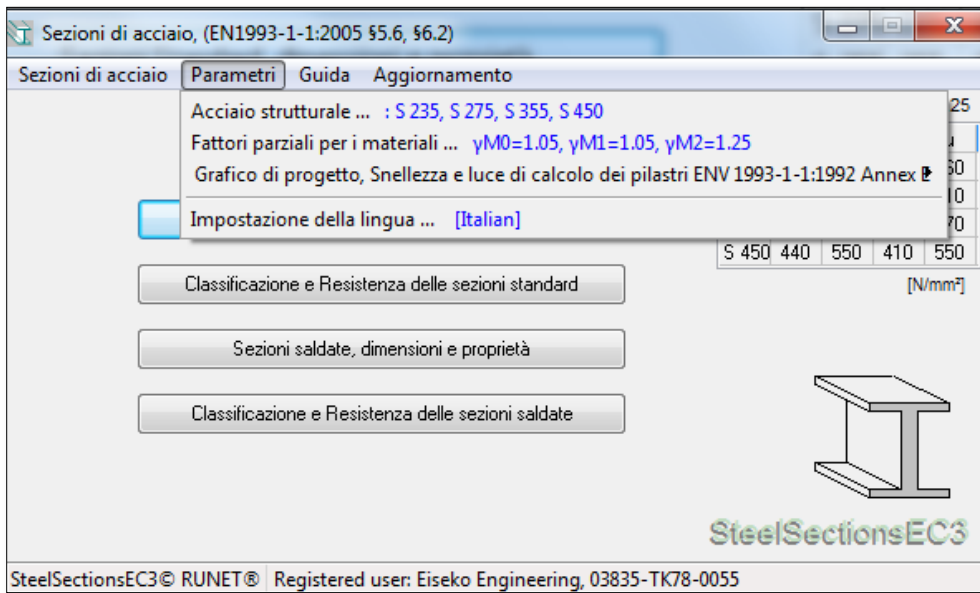 Sezioni di acciaio, (EN1993-1-1:2005 §5.6, §6.2)
Sezioni di acciaio Parametri Guida Aggiornamento
Acciaio strutturale ... : S 235, S 275, S 355, S 450
Fattori parziali per i materiali ... γM0=1.05, γM1=1.05, γM2=1.25
Grafico di progetto, Snellezza e luce di calcolo dei pilastri ENV 1993-1-1:1992 Annex
Impostazione della lingua ... [Italian]
25
60
10
70
S 450 440 550 410 550
[N/mm²]
Classificazione e Resistenza delle sezioni standard
Sezioni saldate, dimensioni e proprietà
Classificazione e Resistenza delle sezioni saldate
SteelSectionsEC3
SteelSectionsEC3© RUNET® Registered user: Eiseko Engineering, 03835-TK78-0055